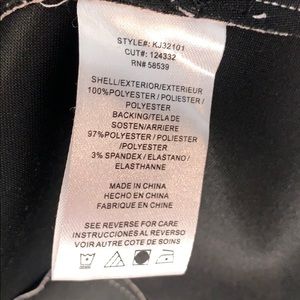 STYLE#: KJ32101
CUT#: 124332
RN# 58539
SHELL/EXTERIOR/EXTERIEUR
100%POLYESTER / POLIESTER /
POLYESTER
BACKING/TELA DE
SOSTEN/ARRIERE
97%POLYESTER / POLIESTER
/POLYESTER
3% SPANDEX / ELASTANO /
ELASTHANNE
MADE IN CHINA
HECHO EN CHINA
FABRIQUE EN CHINE
SEE REVERSE FOR CARE
INSTRUCCIONES AL REVERSO
VOIR AUTRE COTE DE SOINS